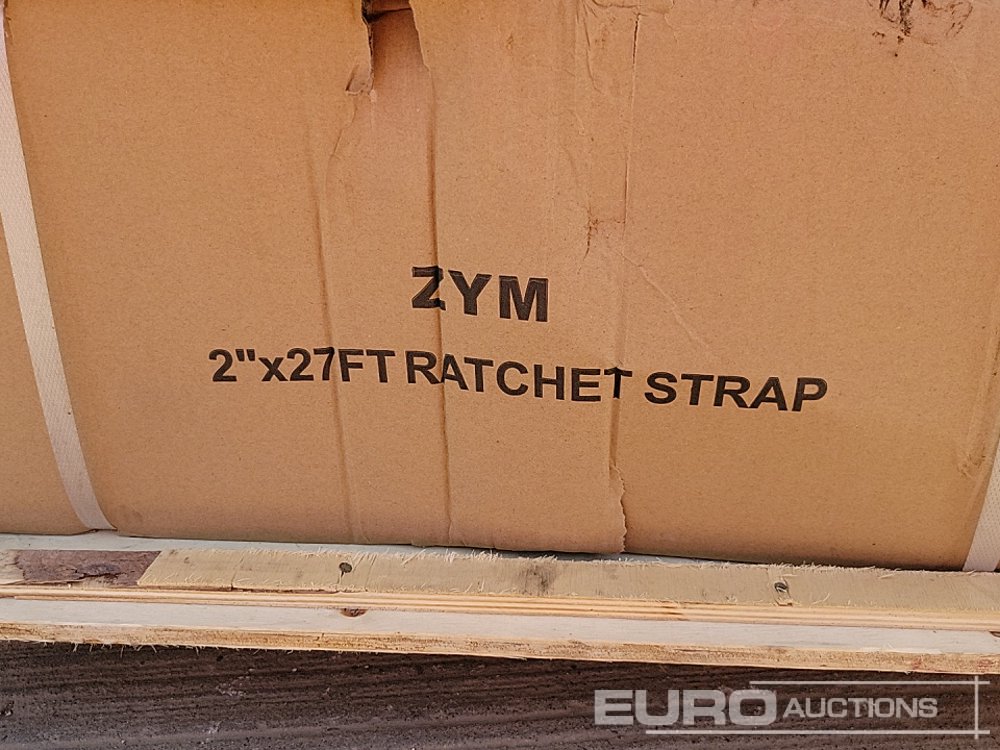 ZYM
2"x27FT RATCHET STRAP
EURO AUCTIONS